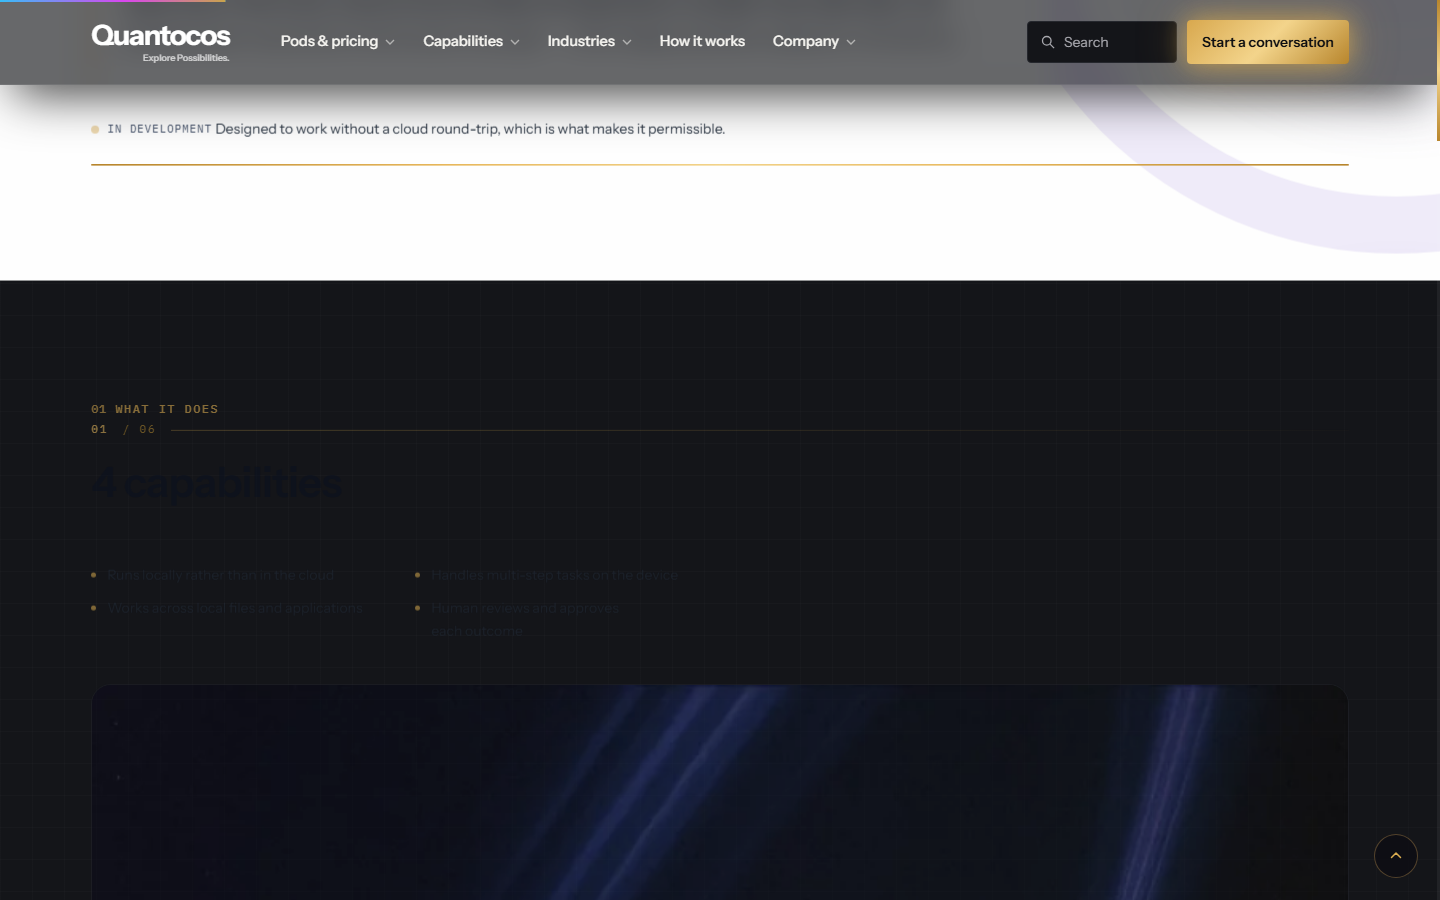 Quantocos
Explore Possibilities.
Pods & pricing
Capabilities
Industries
How it works
Company
Search
Start a conversation
IN DEVELOPMENT Designed to work without a cloud round-trip, which is what makes it permissible.
01 WHAT IT DOES
01 / 06
4 capabilities
Runs locally rather than in the cloud
Handles multi-step tasks on the device
Works across local files and applications
Human reviews and approves
each outcome